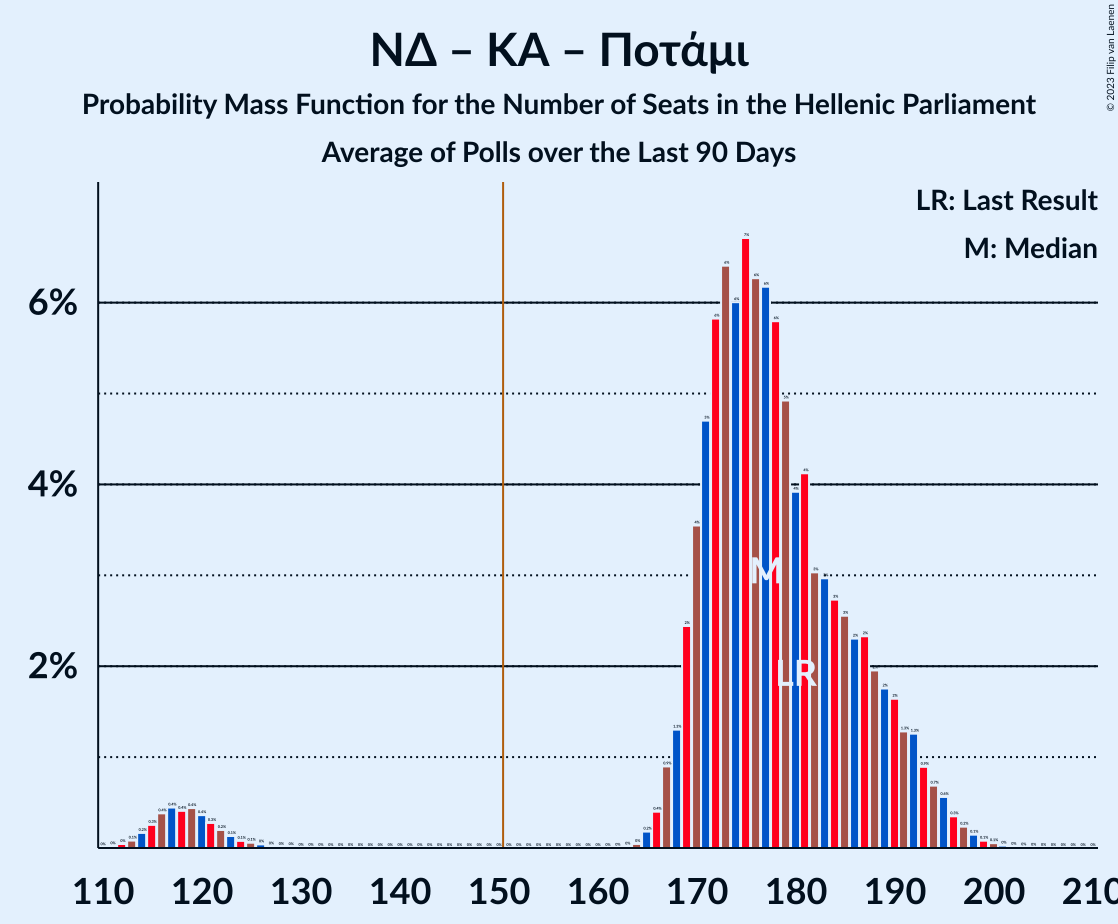 ΝΔ – ΚΑ – Ποτάμι
Probability Mass Function for the Number of Seats in the Hellenic Parliament
Average of Polls over the Last 90 Days
© 2023 Filip van Laenen
LR: Last Result
M: Median
6%
4%
2%
M
LR
110 120 130 140 150 160 170 180 190 200 210